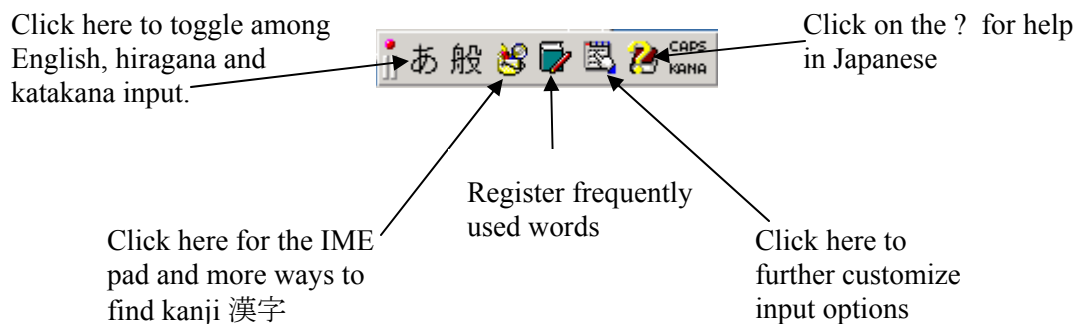 Click here to toggle among
English, hiragana and
katakana input.
あ 般 ? CAPS
KANA
Click on the ? for help
in Japanese
Register frequently
used words
Click here for the IME
pad and more ways to
find kanji 漢字
Click here to
further customize
input options